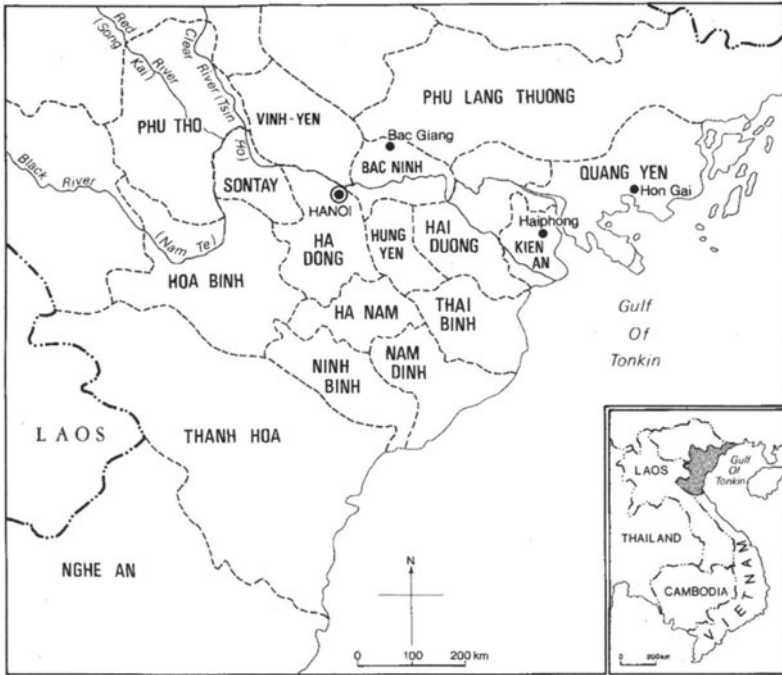 Red River
(Song Kai)
Clear River (Tsin Ho)
Black River
(Nam Te)
PHU THO
VINH-YEN
PHU LANG THUONG
Bac Giang
BAC NINH
SONTAY
QUANG YEN
Hon Gai
HANOI
HA
DONG
HUNG
YEN
HAI
DUONG
Haiphong
KIEN
AN
HOA BINH
HA NAM
THAI
BINH
NINH
BINH
NAM
DINH
Gulf
Of
Tonkin
LAOS
THANH HOA
NGHE AN
N
0 100 200 km
LAOS
Gulf
Of
Tonkin
THAILAND
CAMBODIA
VIETNAM
0 200